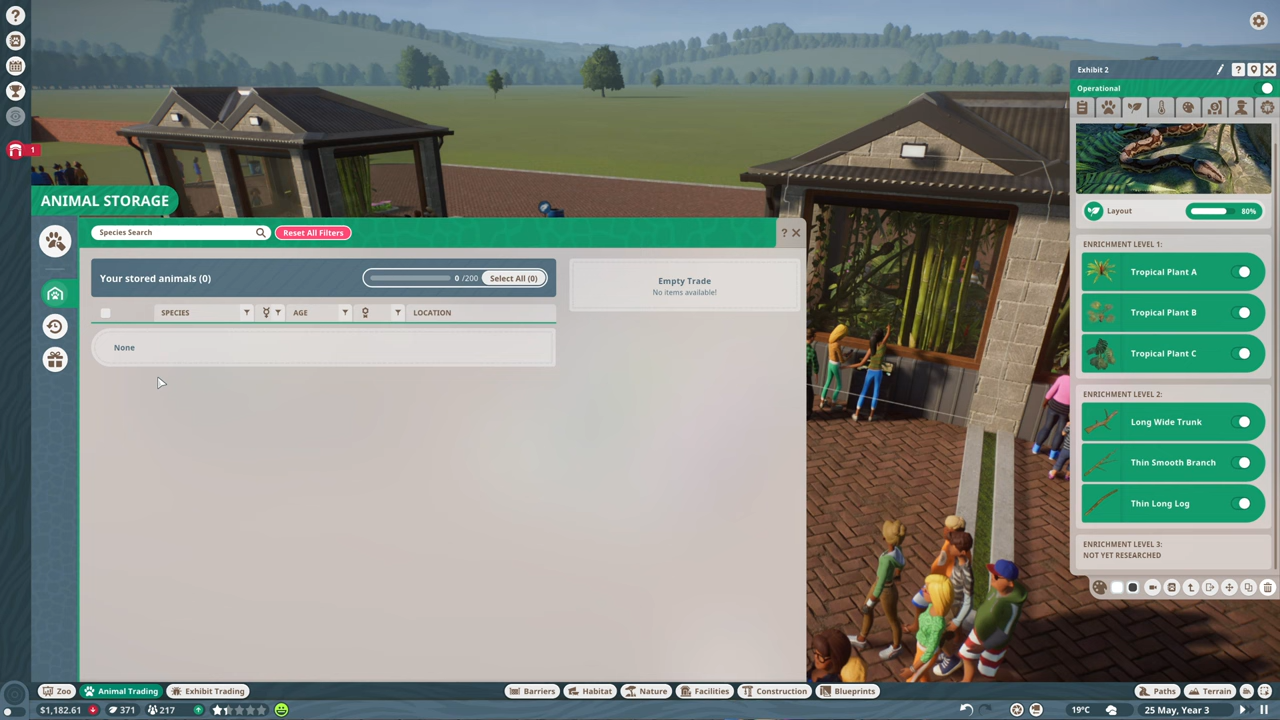 Exhibit 2
?
?
Operational
1
ANIMAL STORAGE
Species Search
Reset All Filters
?
Layout
80%
Your stored animals (0)
0 /200
Select All (0)
Empty Trade
No items available!
SPECIES
AGE
LOCATION
None
ENRICHMENT LEVEL 1:
Tropical Plant A
Tropical Plant B
Tropical Plant C
ENRICHMENT LEVEL 2:
Long Wide Trunk
Thin Smooth Branch
Thin Long Log
ENRICHMENT LEVEL 3:
NOT YET RESEARCHED
Zoo
Animal Trading
Exhibit Trading
Barriers
Habitat
Nature
Facilities
Construction
Blueprints
Paths
Terrain
$1,182.61
371
217
19°C
25 May, Year 3